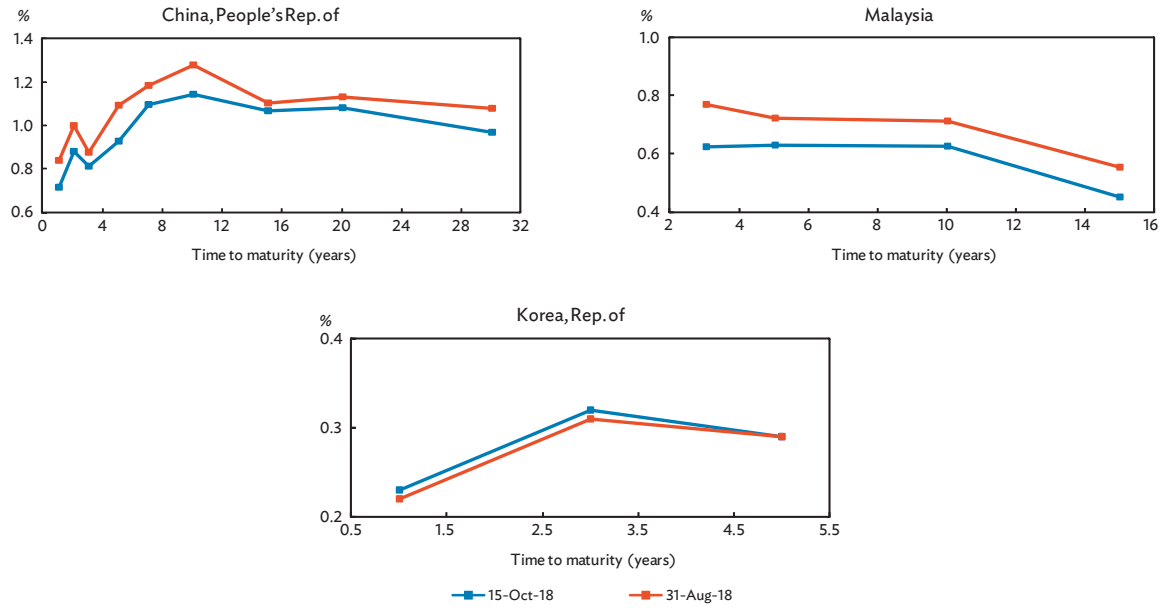 China, People's Rep. of
%
1.4
1.2
1.0
0.8
0.6
0 4 8 12 16 20 24 28 32
Time to maturity (years)
Malaysia
%
1.0
0.8
0.6
0.4
2 4 6 8 10 12 14 16
Time to maturity (years)
Korea, Rep. of
%
0.4
0.3
0.2
0.5 1.5 2.5 3.5 4.5 5.5
Time to maturity (years)
15-Oct-18 31-Aug-18